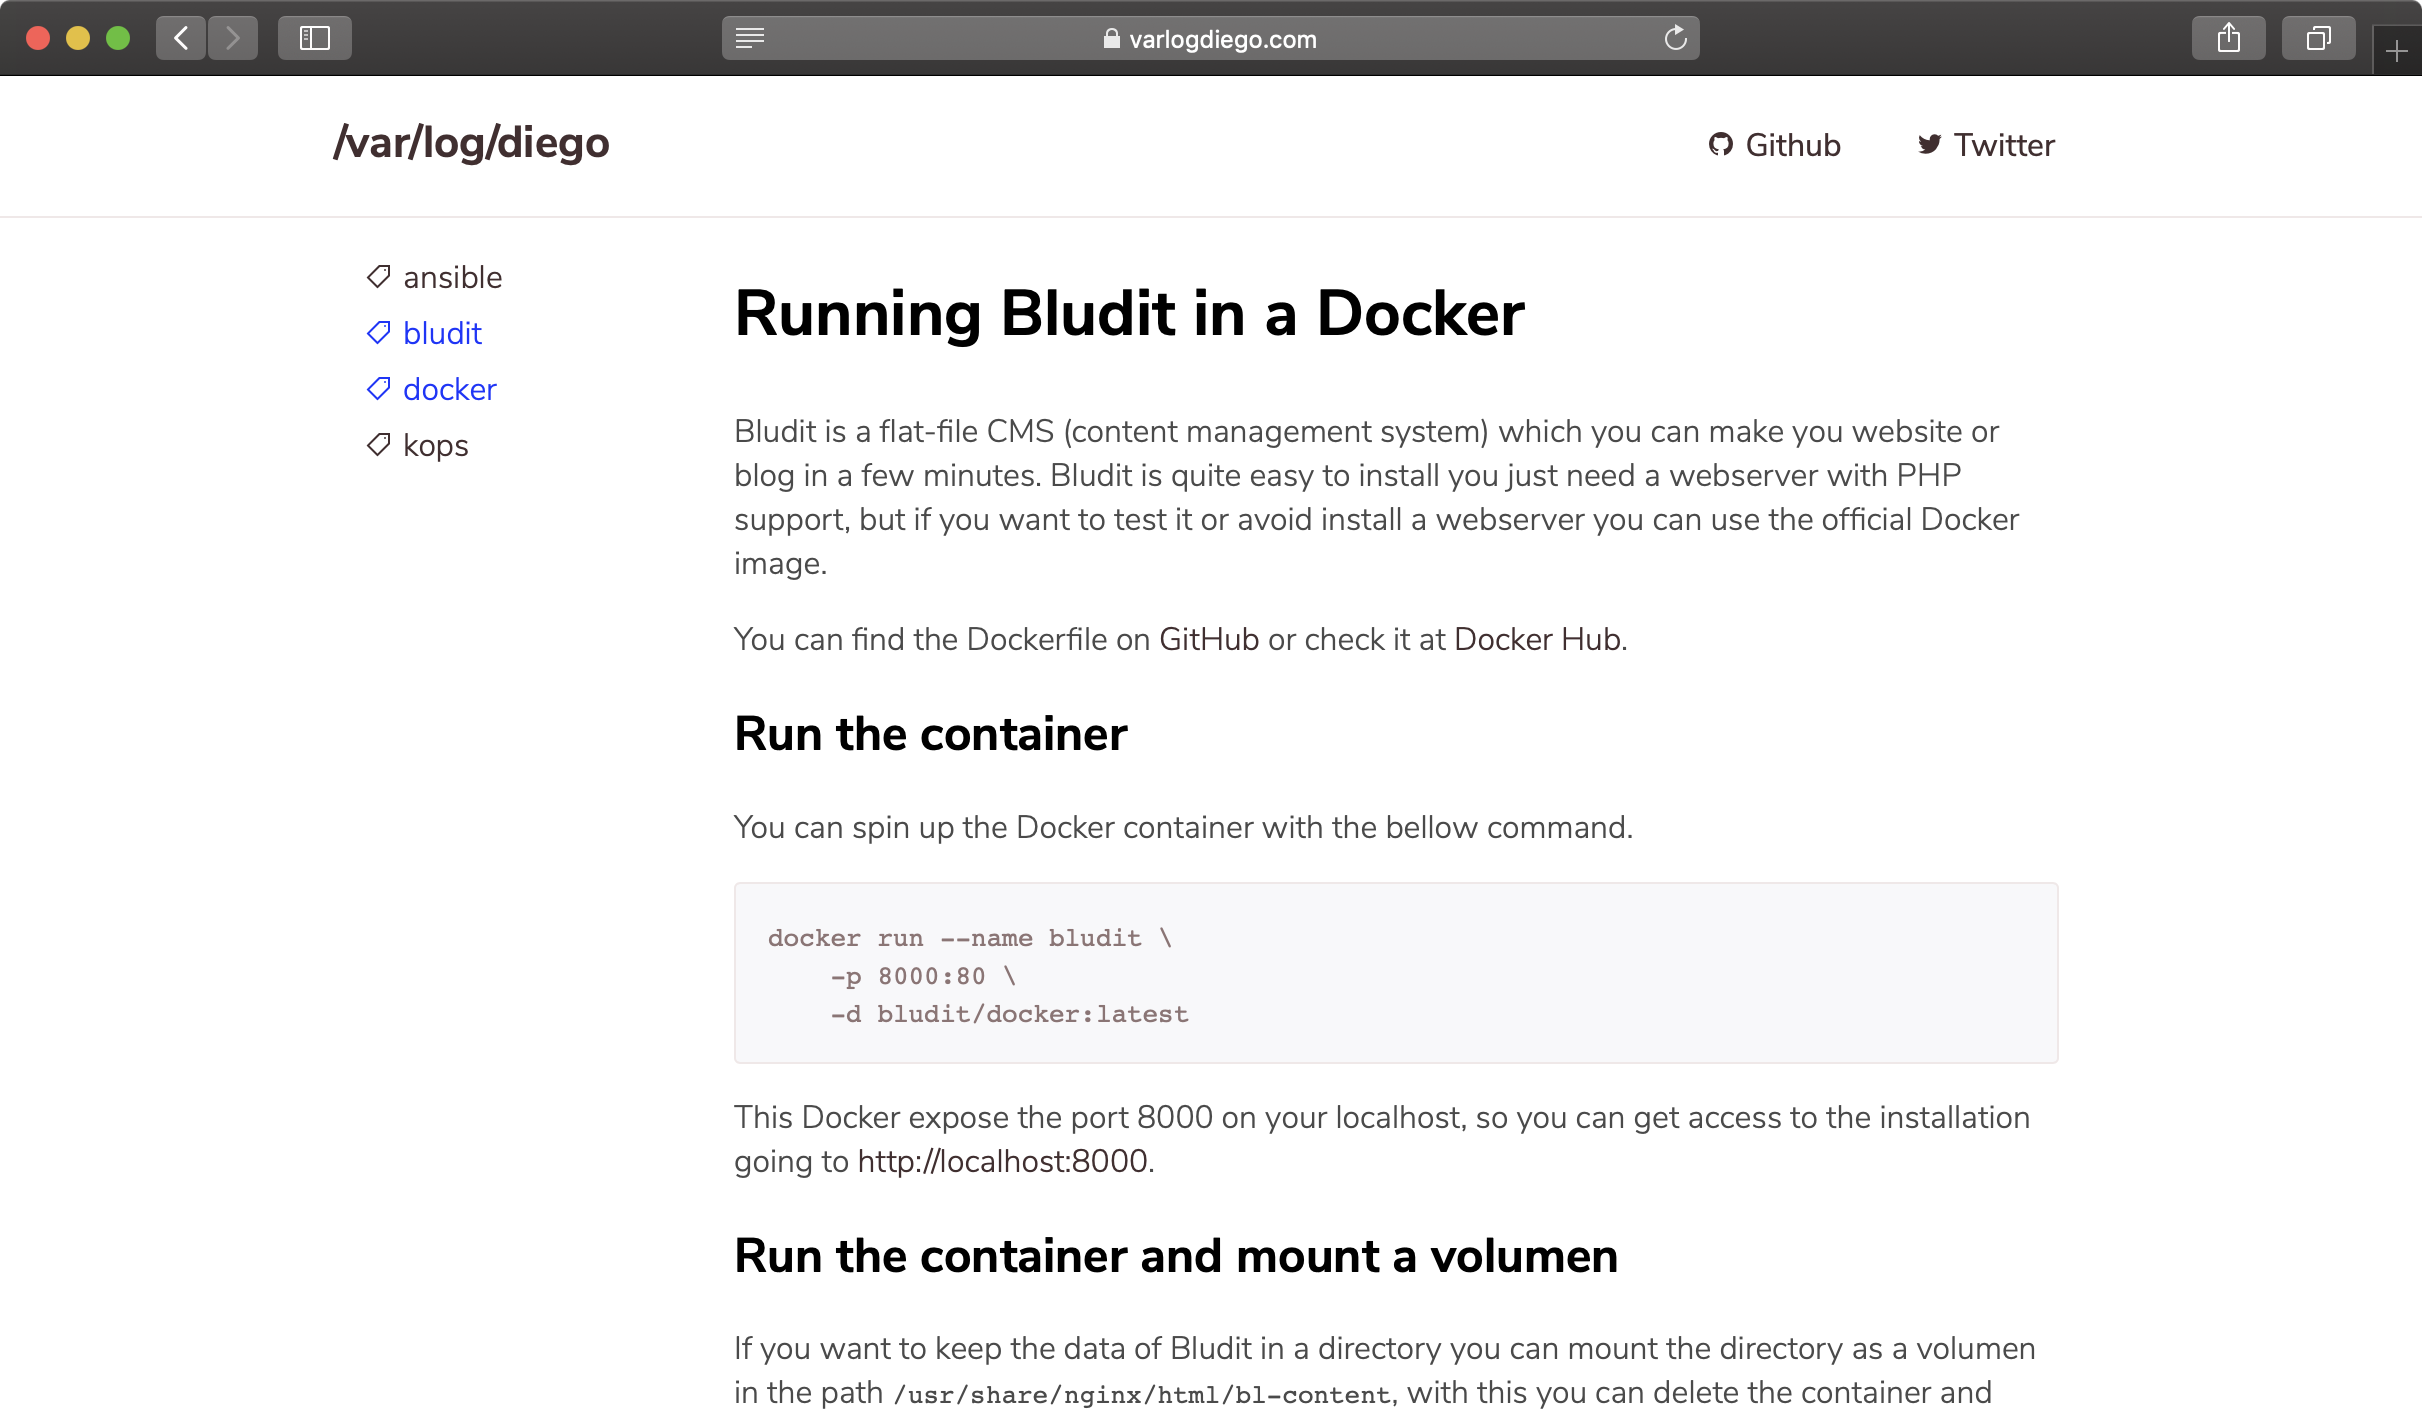 varlogdiego.com
/var/log/diego
Github
Twitter
ansible
bludit
docker
kops
Running Bludit in a Docker
Bludit is a flat-file CMS (content management system) which you can make you website or
blog in a few minutes. Bludit is quite easy to install you just need a webserver with PHP
support, but if you want to test it or avoid install a webserver you can use the official Docker
image.
You can find the Dockerfile on GitHub or check it at Docker Hub.
Run the container
You can spin up the Docker container with the bellow command.
docker run --name bludit \
    -p 8000:80 \
    -d bludit/docker:latest
This Docker expose the port 8000 on your localhost, so you can get access to the installation
going to http://localhost:8000.
Run the container and mount a volumen
If you want to keep the data of Bludit in a directory you can mount the directory as a volumen
in the path /usr/share/nginx/html/bl-content, with this you can delete the container and